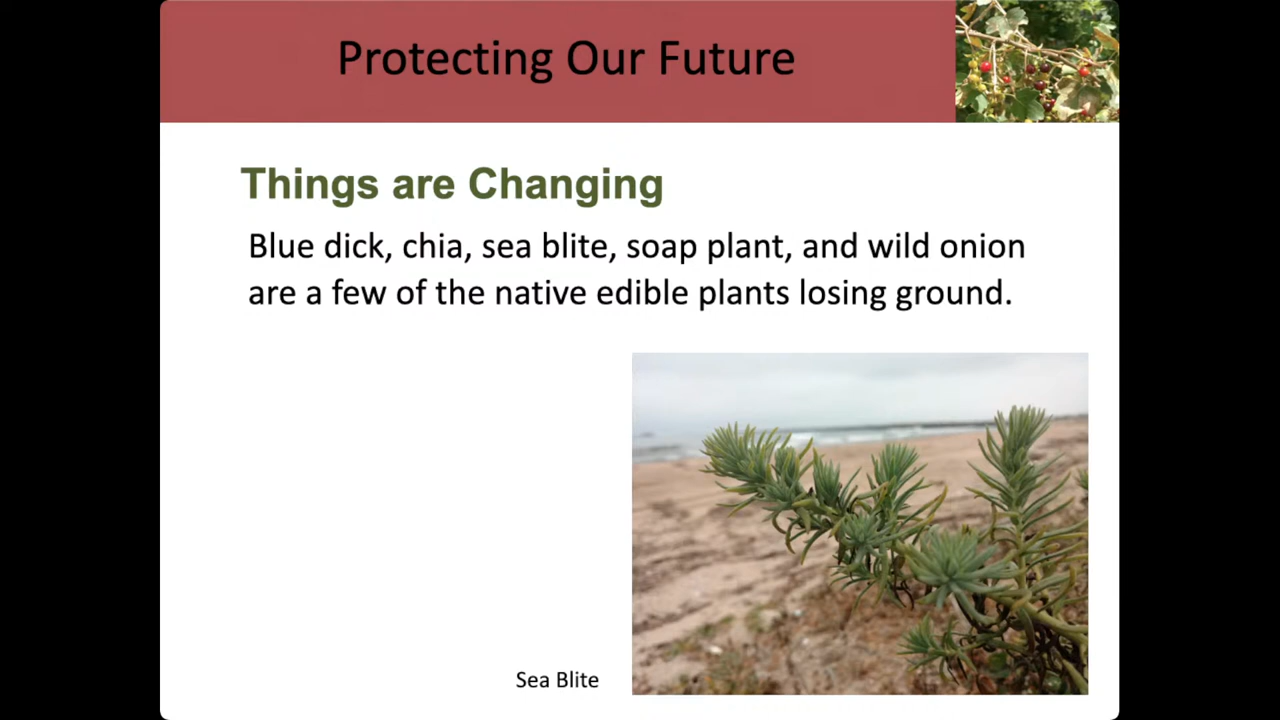 Protecting Our Future
Things are Changing
Blue dick, chia, sea blite, soap plant, and wild onion
are a few of the native edible plants losing ground.
Sea Blite